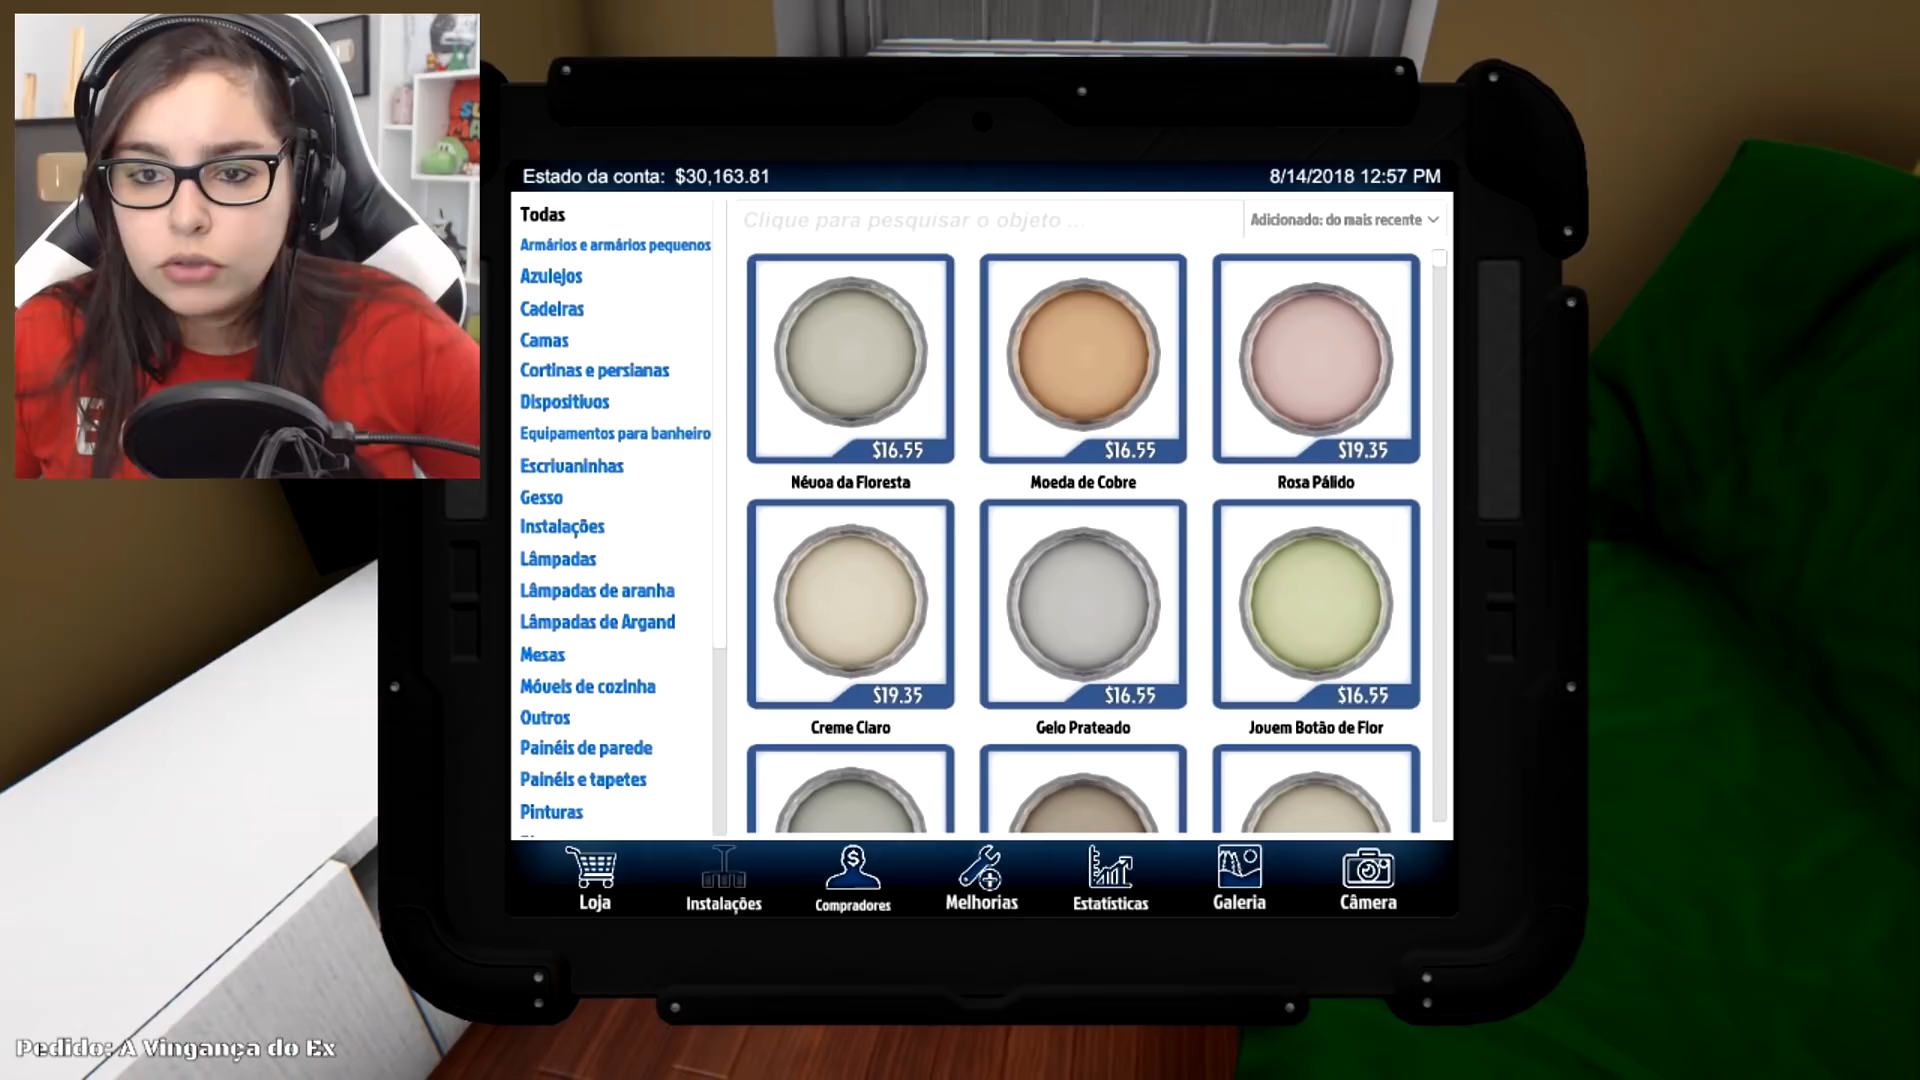 Estado da conta: $30,163.81
8/14/2018 12:57 PM
Todas
Armários e armários pequenos
Azulejos
Cadeiras
Camas
Cortinas e persianas
Dispositivos
Equipamentos para banheiro
Escrivaninhas
Gesso
Instalações
Lâmpadas
Lâmpadas de aranha
Lâmpadas de Argand
Mesas
Móveis de cozinha
Outros
Painéis de parede
Painéis e tapetes
Pinturas
Clique para pesquisar o objeto ...
Adicionado: do mais recente
$16.55
$16.55
$19.35
Névoa da Floresta
Moeda de Cobre
Rosa Pálido
$19.35
$16.55
$16.55
Creme Claro
Gelo Prateado
Jovem Botão de Flor
Loja
Instalações
Compradores
Melhorias
Estatísticas
Galeria
Câmera
Pedido: A Vingança do Ex